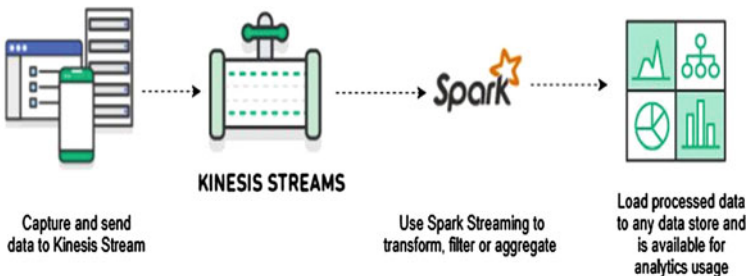 Spark
KINESIS STREAMS
Capture and send
data to Kinesis Stream
Use Spark Streaming to
transform, filter or aggregate
Load processed data
to any data store and
is available for
analytics usage